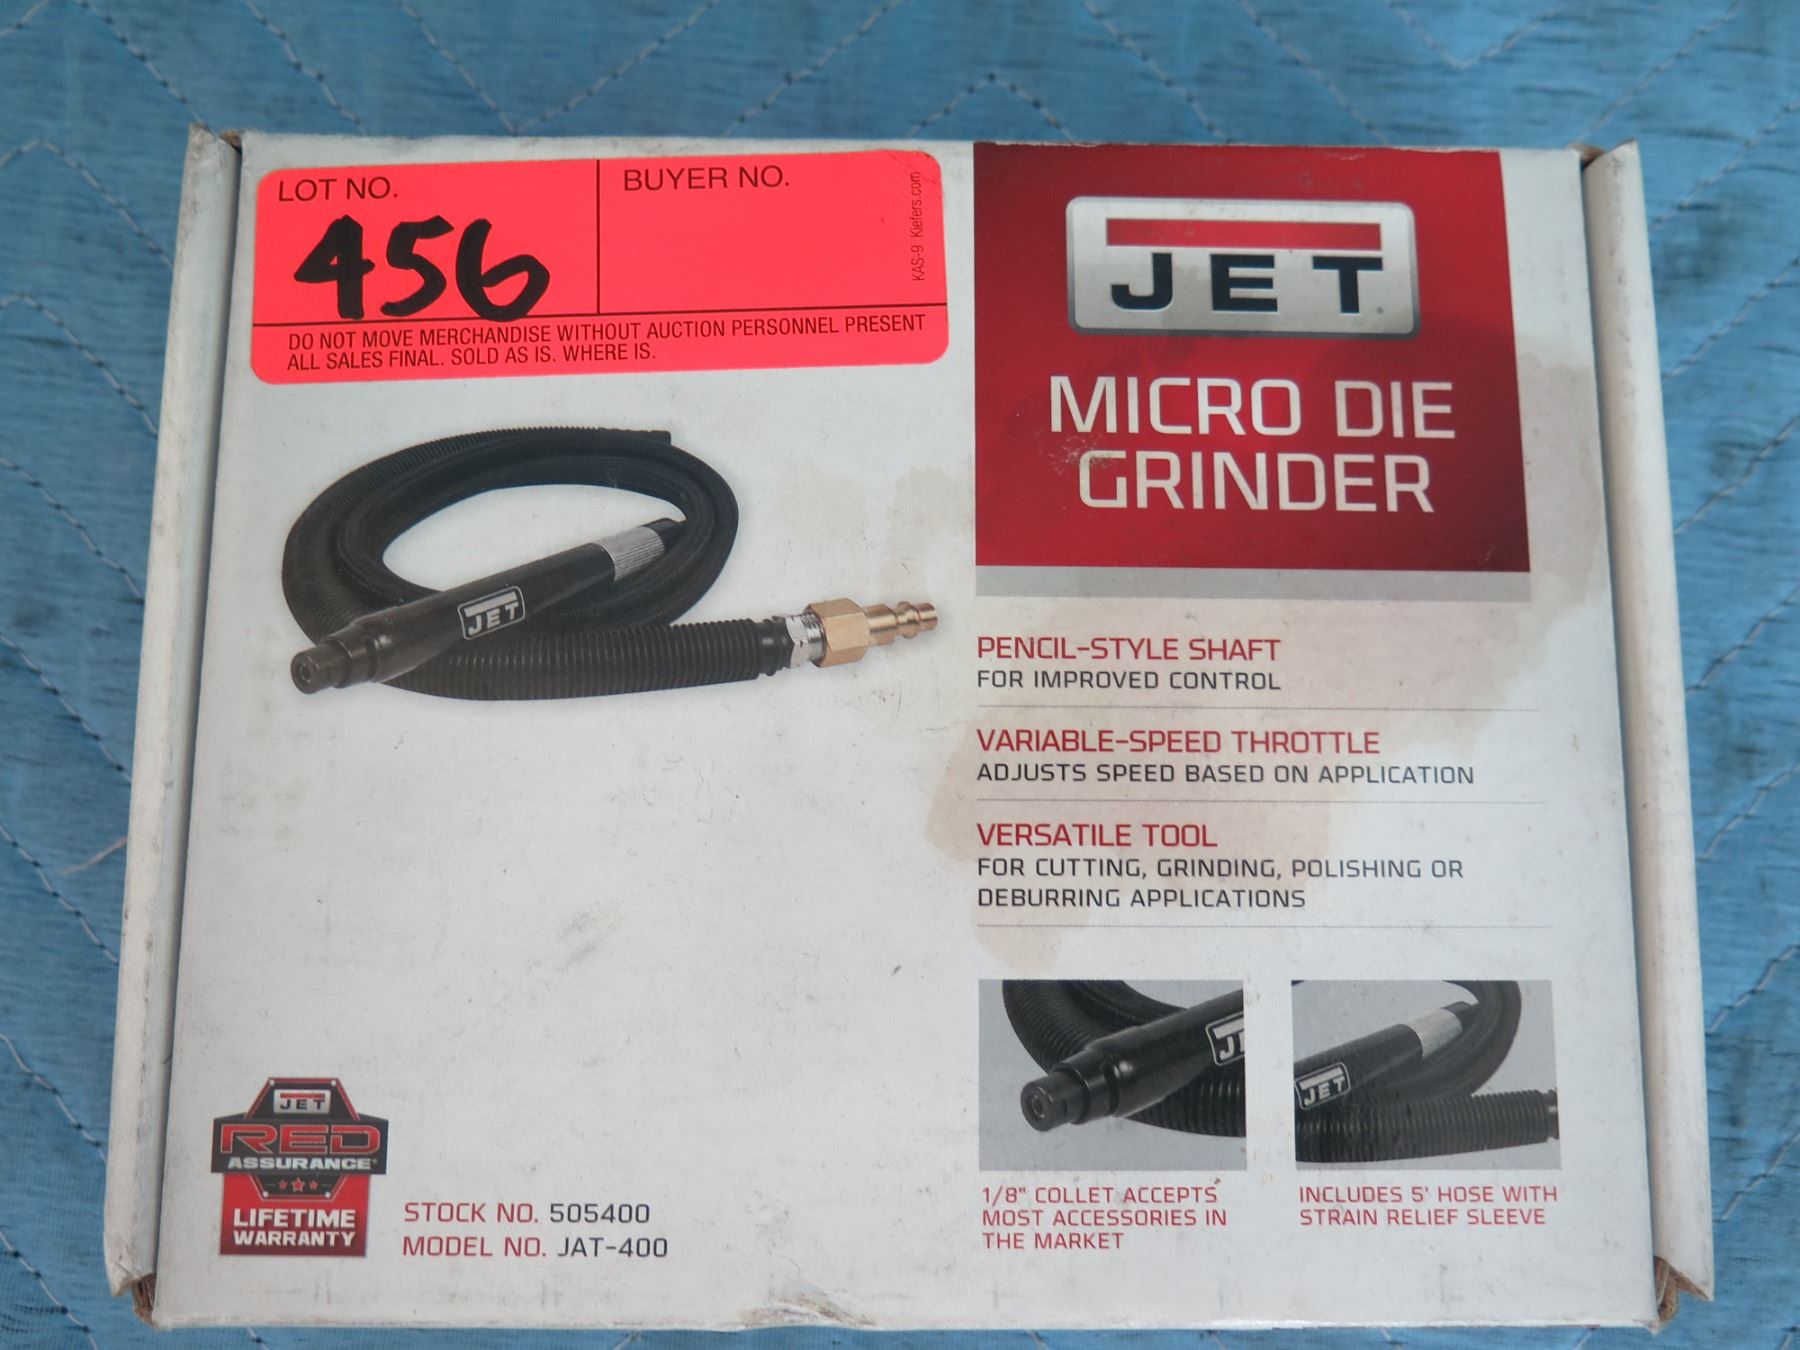 LOT NO.
456
BUYER NO.
KAS-9 Kiefers.com
DO NOT MOVE MERCHANDISE WITHOUT AUCTION PERSONNEL PRESENT
ALL SALES FINAL. SOLD AS IS. WHERE IS.
JET
MICRO DIE
GRINDER
JET
PENCIL-STYLE SHAFT
FOR IMPROVED CONTROL
VARIABLE-SPEED THROTTLE
ADJUSTS SPEED BASED ON APPLICATION
VERSATILE TOOL
FOR CUTTING, GRINDING, POLISHING OR
DEBURRING APPLICATIONS
JET
RED
ASSURANCE®
LIFETIME
WARRANTY
STOCK NO. 505400
MODEL NO. JAT-400
JE
1/8" COLLET ACCEPTS
MOST ACCESSORIES IN
THE MARKET
JET
INCLUDES 5' HOSE WITH
STRAIN RELIEF SLEEVE